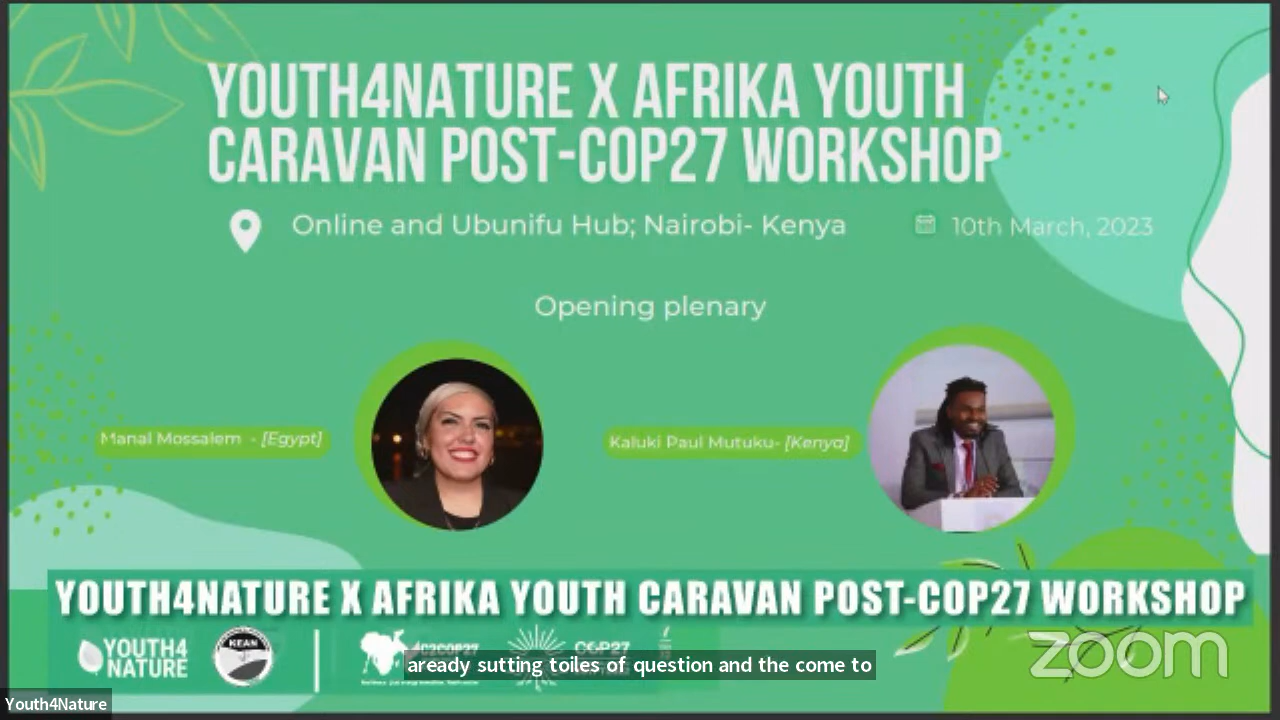 YOUTH4NATURE X AFRIKA YOUTH
CARAVAN POST-COP27 WORKSHOP
Online and Ubunifu Hub; Nairobi- Kenya
10th March, 2023
Opening plenary
Manal Mossalem - [Egypt]
Kaluki Paul Mutuku- [Kenya]
YOUTH4NATURE X AFRIKA YOUTH CARAVAN POST-COP27 WORKSHOP
YOUTH4
NATURE
KEAN
COP27
zoom
aready sutting toiles of question and the come to
Youth4Nature